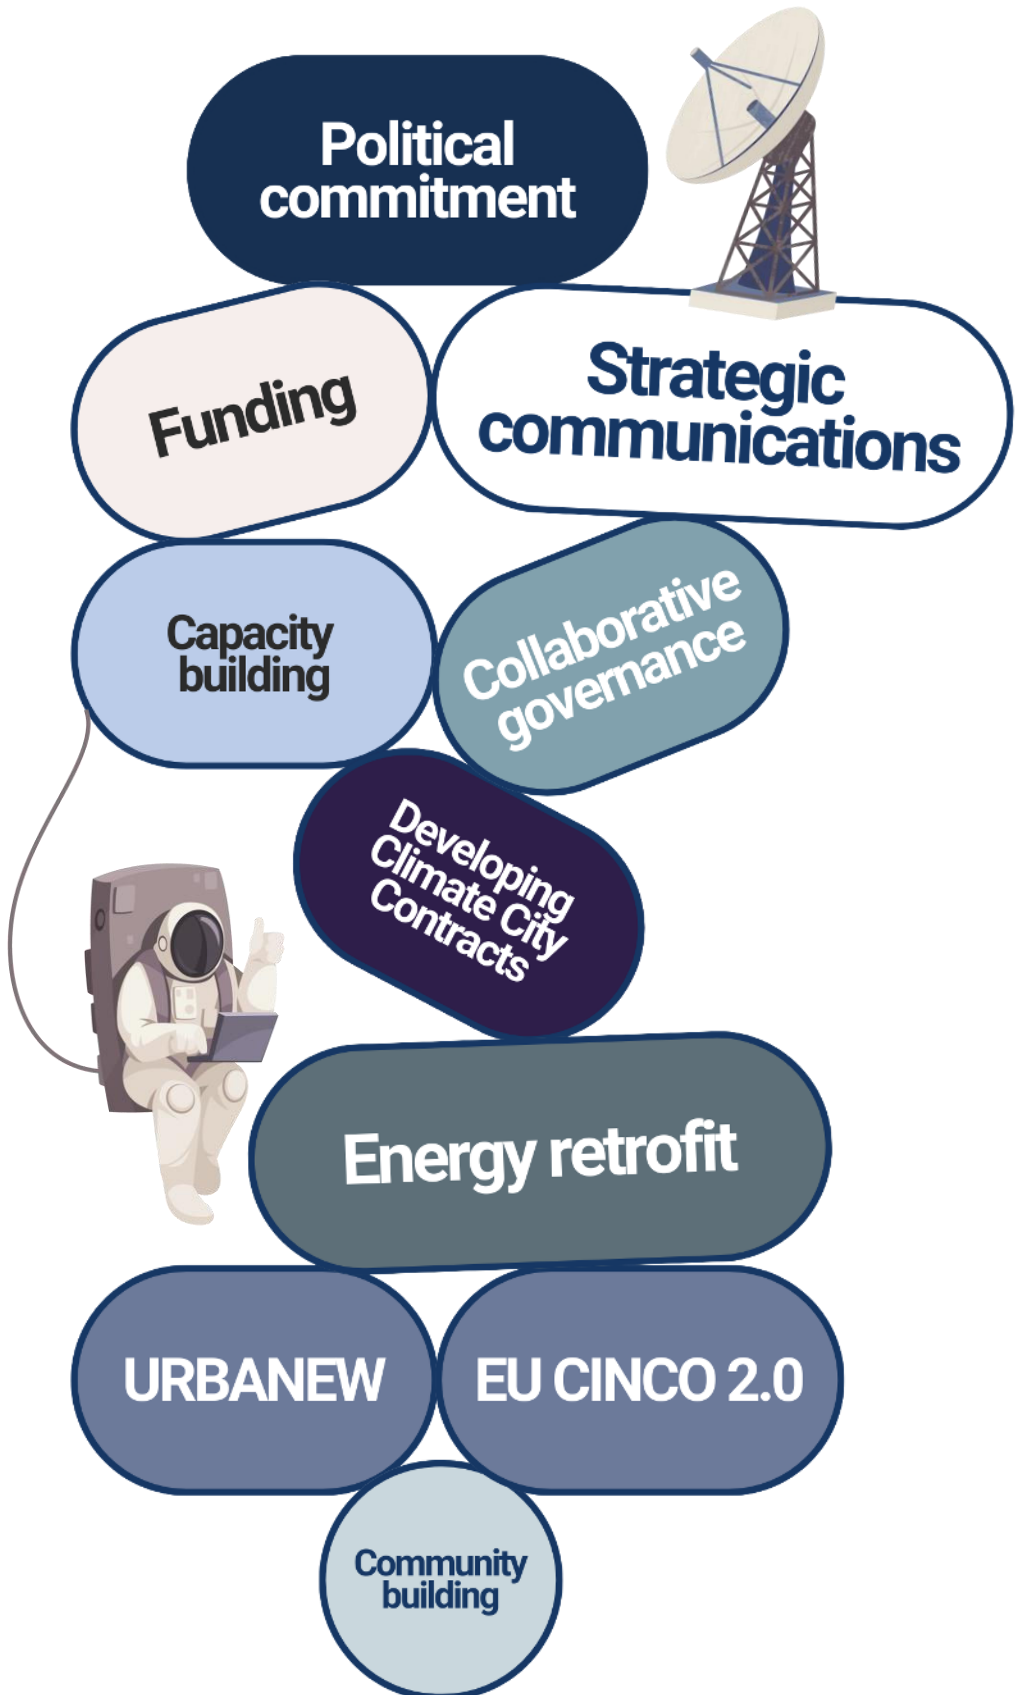 Political
commitment
Funding
Strategic
communications
Capacity
building
Collaborative
governance
Developing
Climate City
Contracts
Energy retrofit
URBANEW
EU CINCO 2.0
Community
building